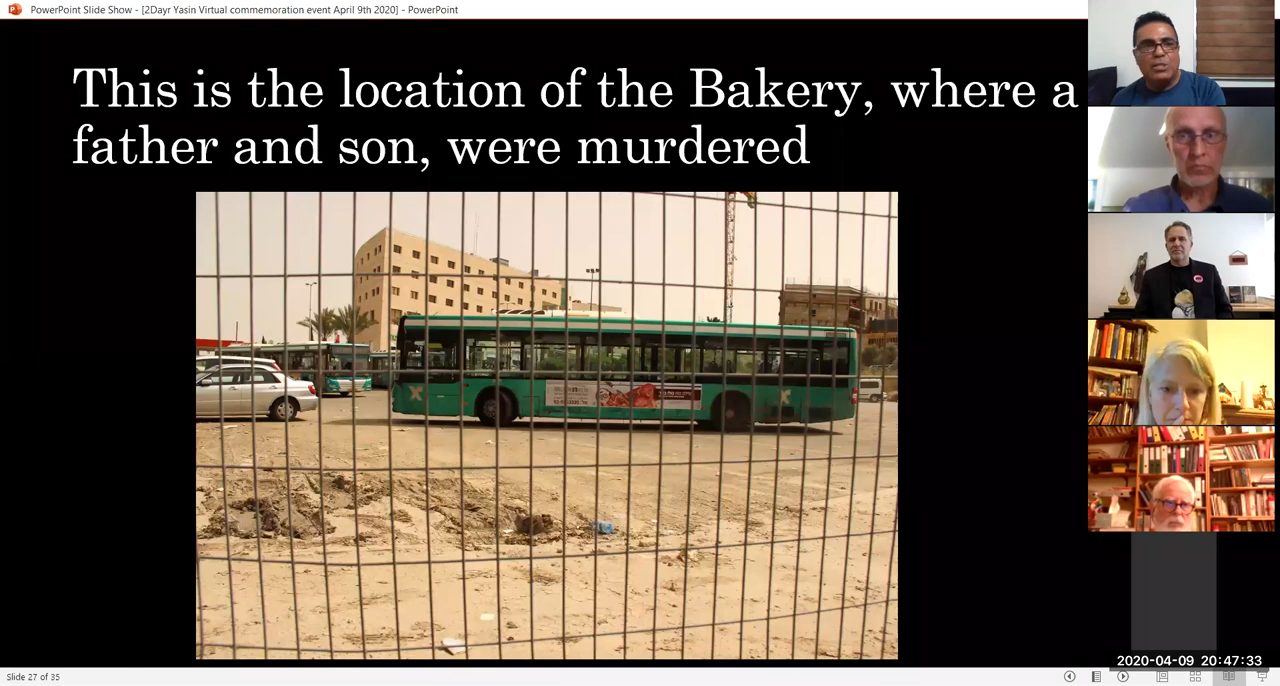 PowerPoint Slide Show - [2Dayr Yasin Virtual commemoration event April 9th 2020] - PowerPoint
This is the location of the Bakery, where a
father and son, were murdered
2020-04-09 20:47:33
Slide 27 of 35